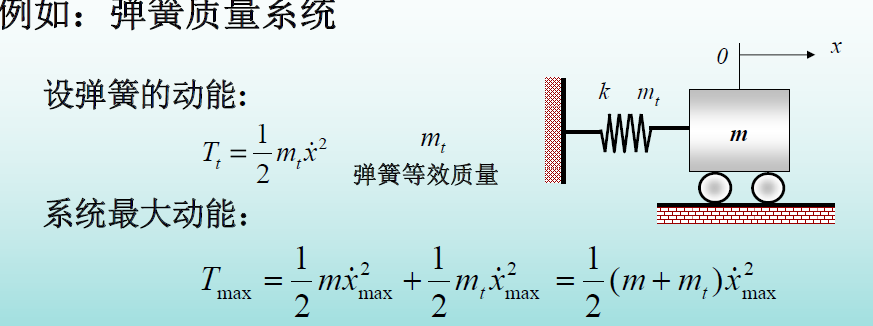 例如：弹簧质量系统
0 x
设弹簧的动能：
k m_t
m
T_t = \frac{1}{2} m_t \dot{x}^2
m_t
弹簧等效质量
系统最大动能：
T_{max} = \frac{1}{2} m\dot{x}_{max}^2 + \frac{1}{2} m_t \dot{x}_{max}^2 = \frac{1}{2} (m + m_t) \dot{x}_{max}^2